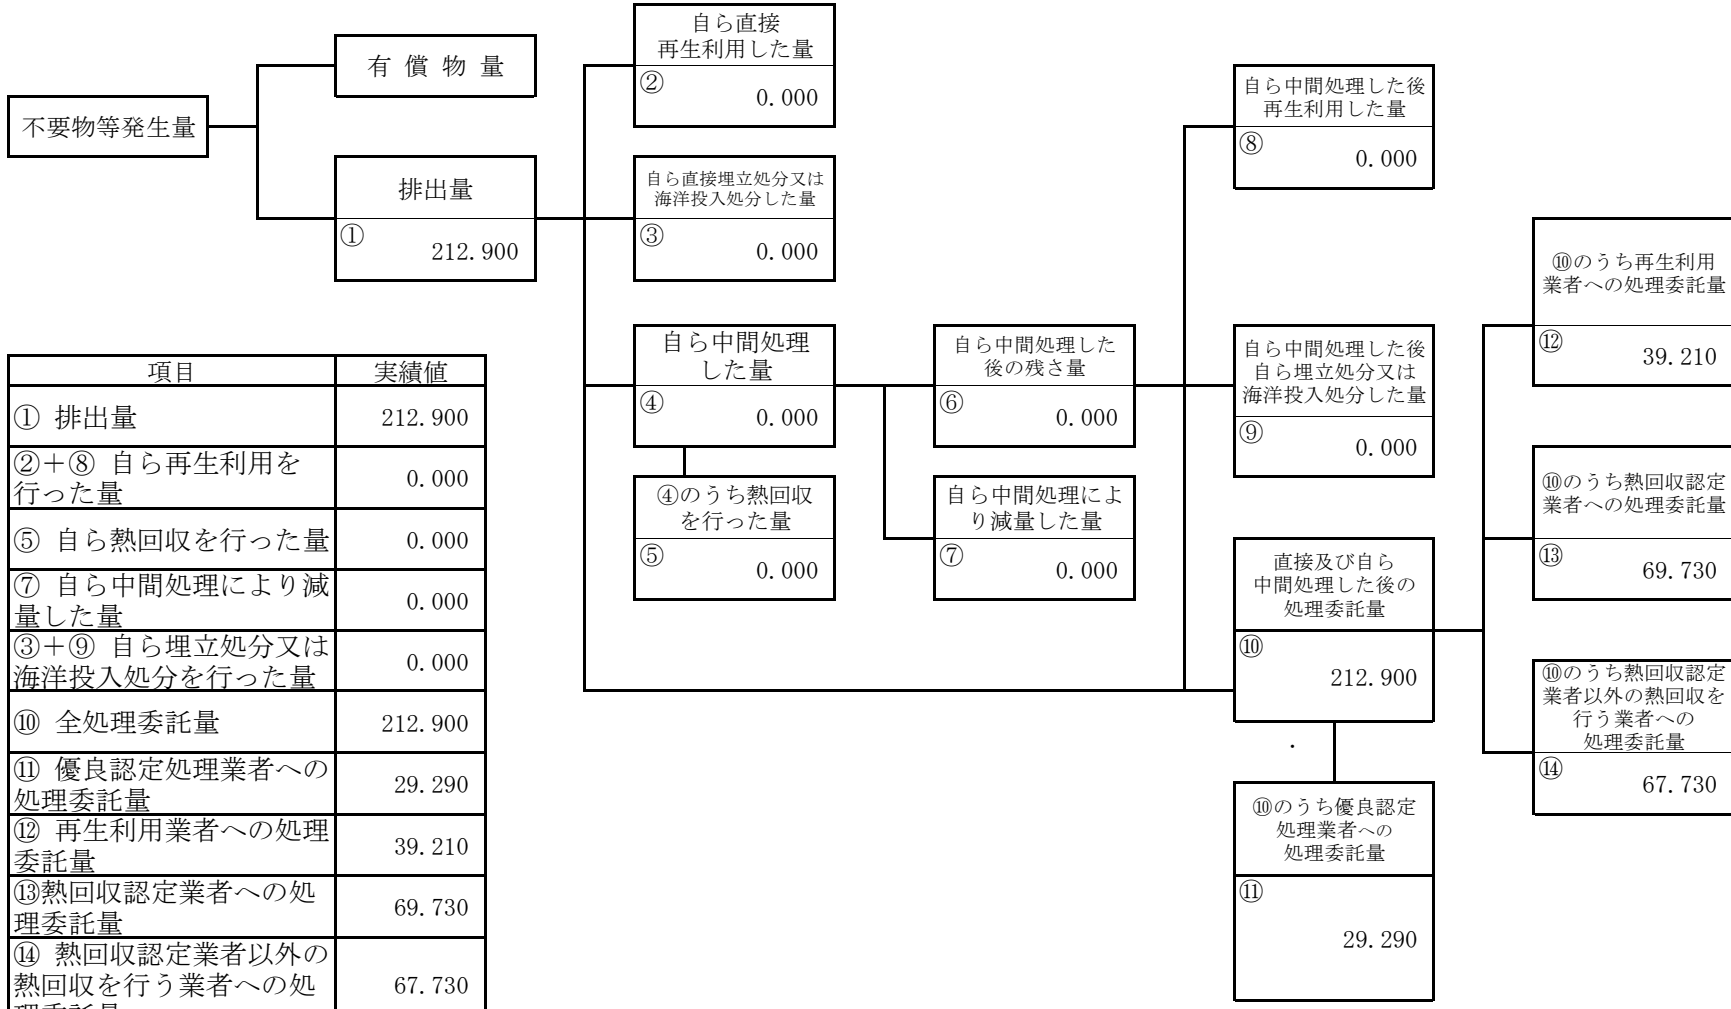 不要物等発生量
有 償 物 量
排出量
①
212.900
自ら直接
再生利用した量
②
0.000
自ら直接埋立処分又は
海洋投入処分した量
③
0.000
自ら中間処理
した量
④
0.000
④のうち熱回収
を行った量
⑤
0.000
自ら中間処理した
後の残さ量
⑥
0.000
自ら中間処理によ
り減量した量
⑦
0.000
自ら中間処理した後
再生利用した量
⑧
0.000
自ら中間処理した後
自ら埋立処分又は
海洋投入処分した量
⑨
0.000
直接及び自ら
中間処理した後の
処理委託量
⑩
212.900
⑩のうち優良認定
処理業者への
処理委託量
⑪
29.290
⑩のうち再生利用
業者への処理委託量
⑫
39.210
⑩のうち熱回収認定
業者への処理委託量
⑬
69.730
⑩のうち熱回収認定
業者以外の熱回収を
行う業者への
処理委託量
⑭
67.730
項目 実績値
① 排出量 212.900
②＋⑧ 自ら再生利用を
行った量 0.000
⑤ 自ら熱回収を行った量 0.000
⑦ 自ら中間処理により減
量した量 0.000
③＋⑨ 自ら埋立処分又は
海洋投入処分を行った量 0.000
⑩ 全処理委託量 212.900
⑪ 優良認定処理業者への
処理委託量 29.290
⑫ 再生利用業者への処理
委託量 39.210
⑬熱回収認定業者への処
理委託量 69.730
⑭ 熱回収認定業者以外の
熱回収を行う業者への処 67.730